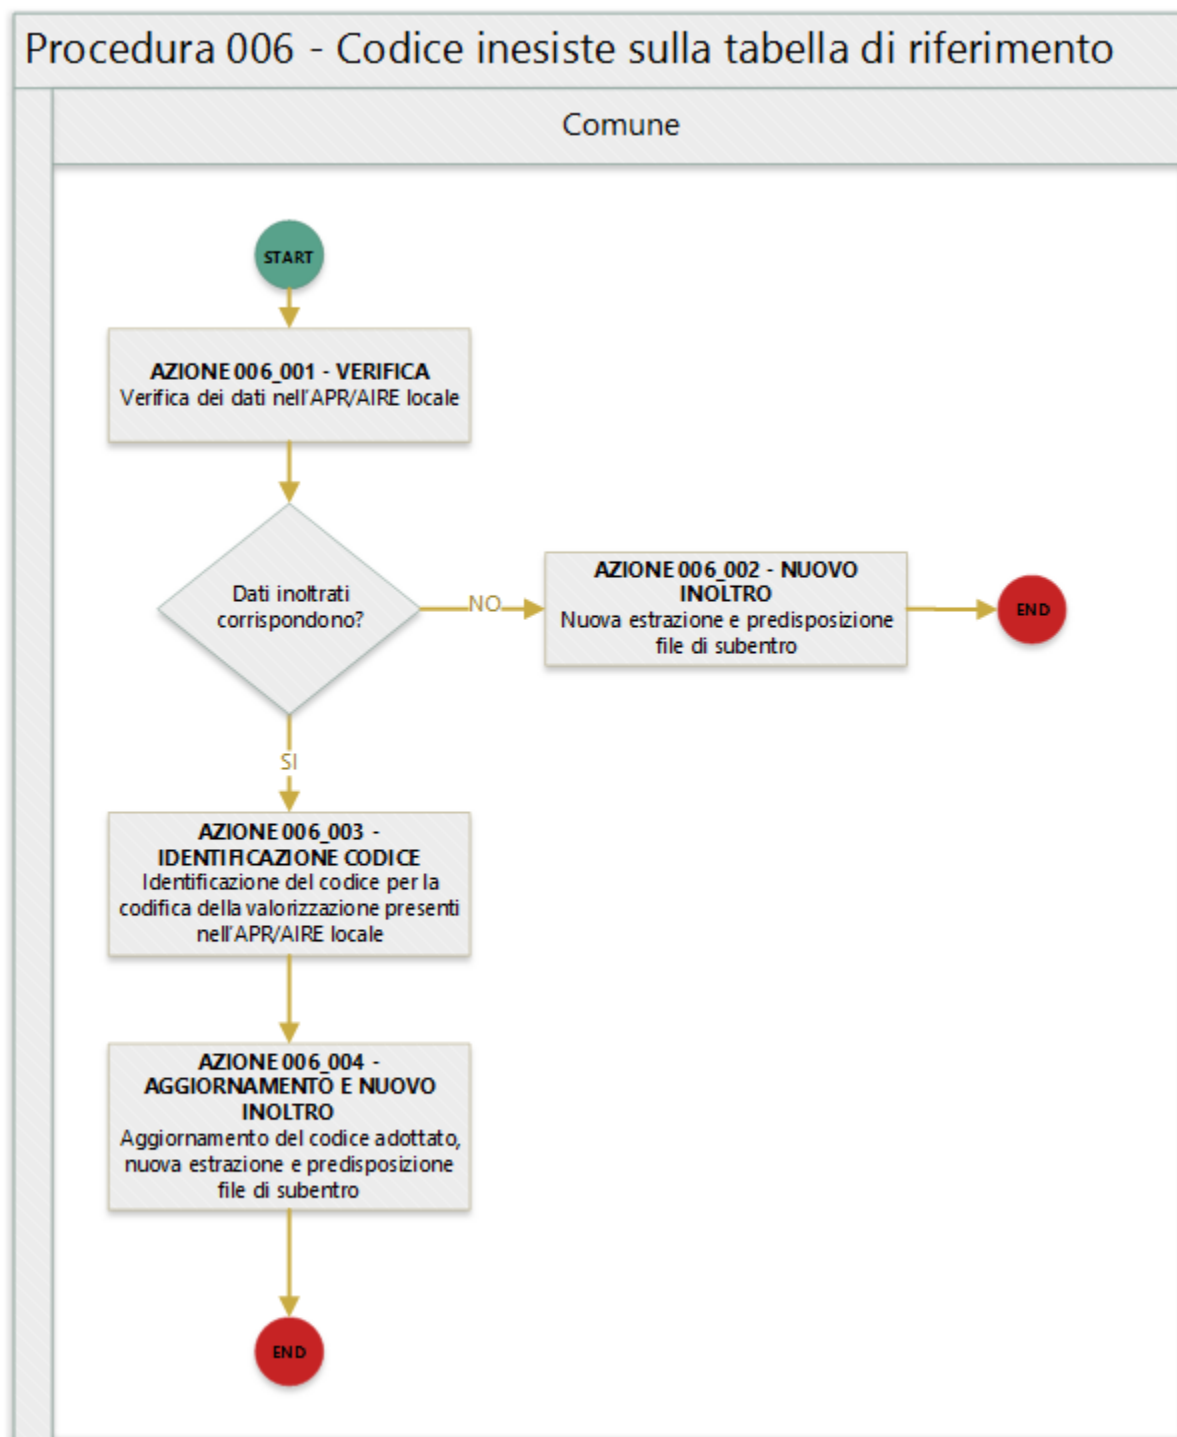 Procedura 006 - Codice inesiste sulla tabella di riferimento
Comune
START
AZIONE 006_001 - VERIFICA
Verifica dei dati nell'APR/AIRE locale
Dati inoltrati
corrispondono?
NO
AZIONE 006_002 - NUOVO
INOLTRO
Nuova estrazione e predisposizione
file di subentro
END
SI
AZIONE 006_003 -
IDENTIFICAZIONE CODICE
Identificazione del codice per la
codifica della valorizzazione presenti
nell'APR/AIRE locale
AZIONE 006_004 -
AGGIORNAMENTO E NUOVO
INOLTRO
Aggiornamento del codice adottato,
nuova estrazione e predisposizione
file di subentro
END